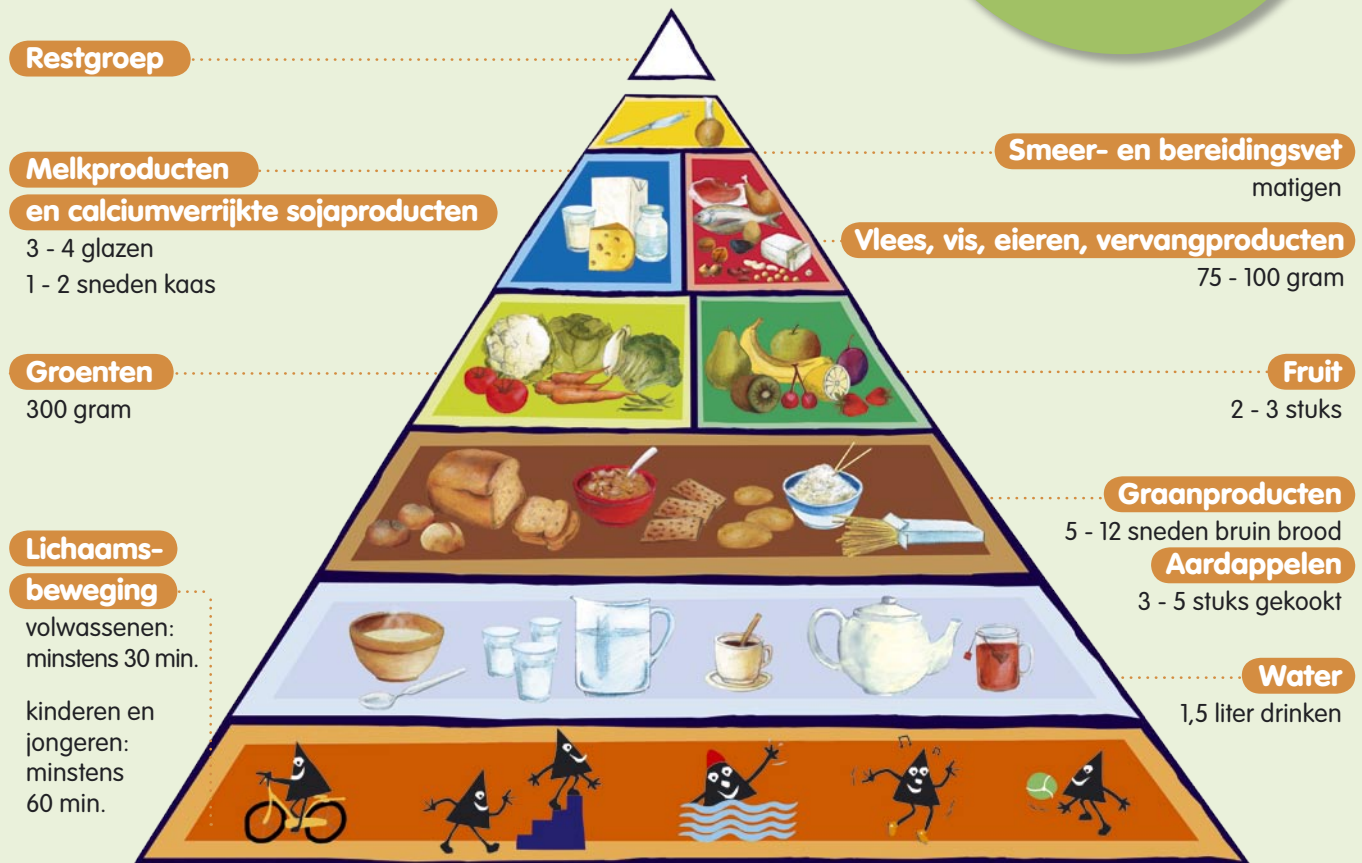 Restgroep
Melkproducten
en calciumverrijkte sojaproducten
3 - 4 glazen
1 - 2 sneden kaas
Groenten
300 gram
Lichaams-
beweging
volwassenen:
minstens 30 min.
kinderen en
jongeren:
minstens
60 min.
Smeer- en bereidingsvet
matigen
Vlees, vis, eieren, vervangproducten
75 - 100 gram
Fruit
2 - 3 stuks
Graanproducten
5 - 12 sneden bruin brood
Aardappelen
3 - 5 stuks gekookt
Water
1,5 liter drinken